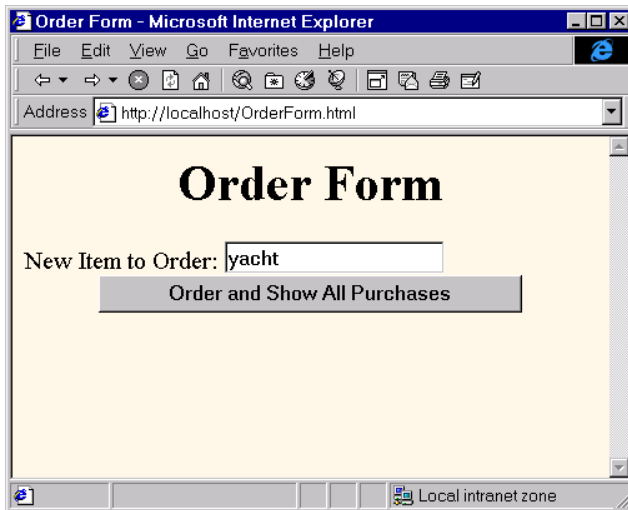 Order Form - Microsoft Internet Explorer
File Edit View Go Favorites Help
Address http://localhost/OrderForm.html
Order Form
New Item to Order: yacht
Order and Show All Purchases
Local intranet zone